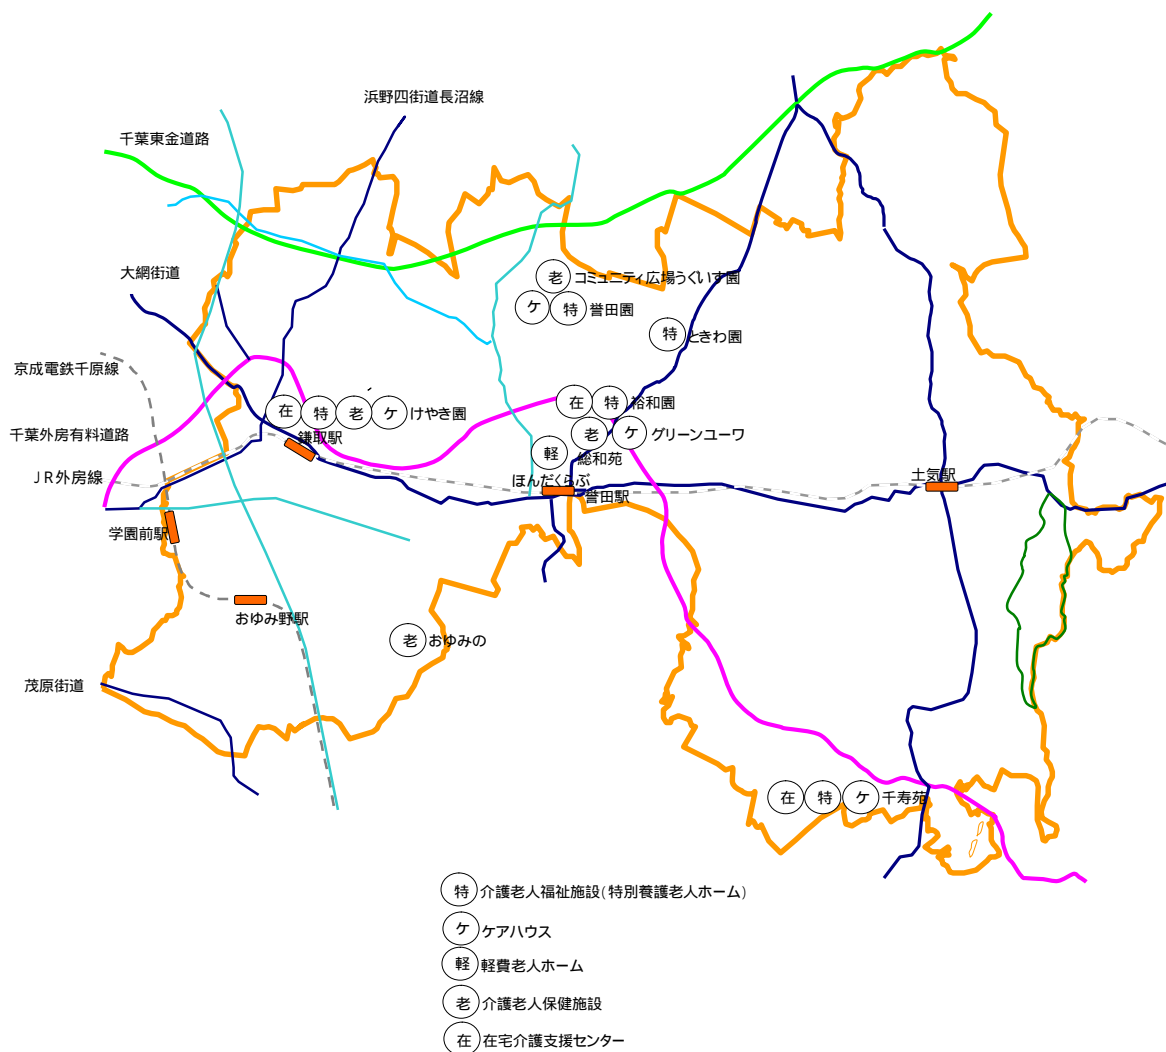 浜野四街道長沼線
千葉東金道路
大網街道
老 コミュニティ広場うぐいす園
ケ 特 誉田園
特 ときわ園
京成電鉄千原線
在 特 老 ケ けやき園
在 特 裕和園
千葉外房有料道路
鎌取駅
老 ケ グリーンユーワ
軽 総和苑
ＪＲ外房線
ほんだくらぶ
土気駅
誉田駅
学園前駅
おゆみ野駅
老 おゆみの
茂原街道
在 特 ケ 千寿苑
特 介護老人福祉施設(特別養護老人ホーム)
ケ ケアハウス
軽 軽費老人ホーム
老 介護老人保健施設
在 在宅介護支援センター